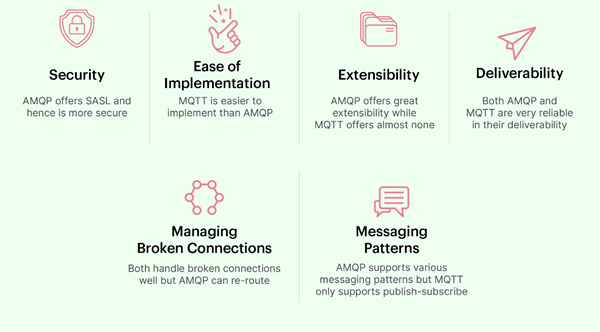 Security
AMQP offers SASL and
hence is more secure
Ease of
Implementation
MQTT is easier to
implement than AMQP
Extensibility
AMQP offers great
extensibility while
MQTT offers almost none
Deliverability
Both AMQP and
MQTT are very reliable
in their deliverability
Managing
Broken Connections
Both handle broken connections
well but AMQP can re-route
Messaging
Patterns
AMQP supports various
messaging patterns but MQTT
only supports publish-subscribe